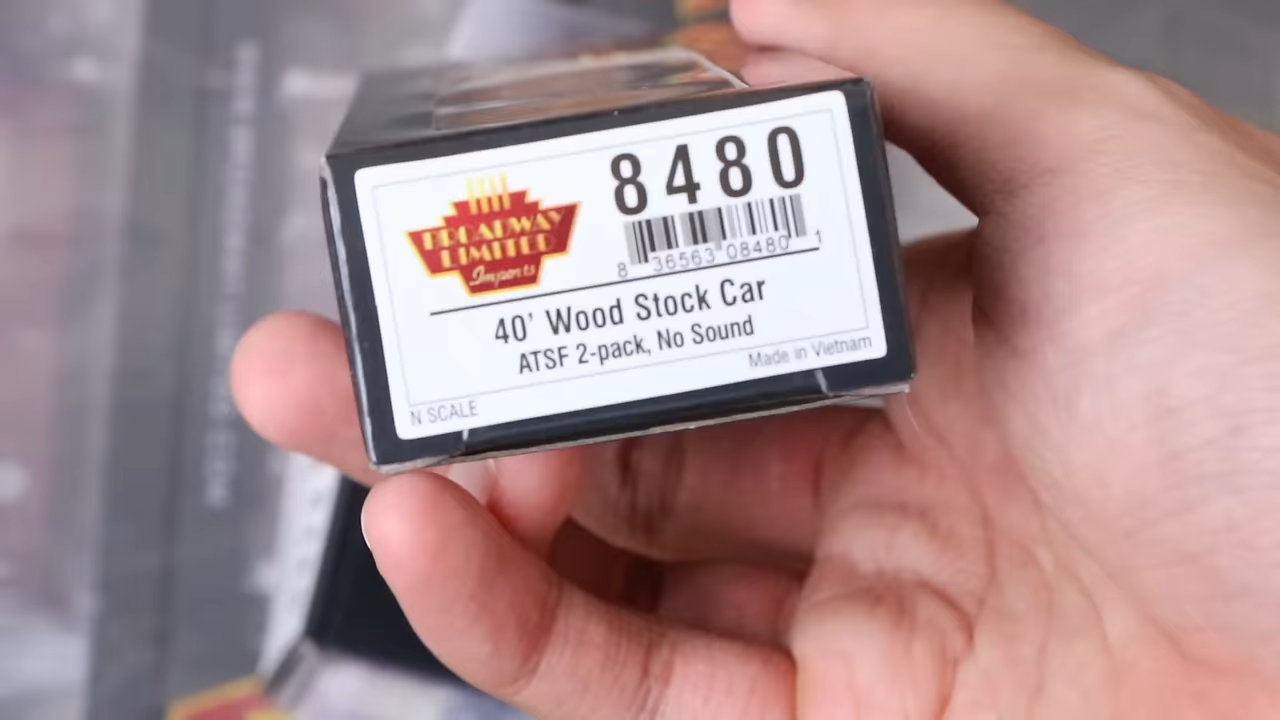 8480
BROADWAY
LIMITED
Imports
8 36563 08480 1
40' Wood Stock Car
ATSF 2-pack, No Sound
Made in Vietnam
N SCALE